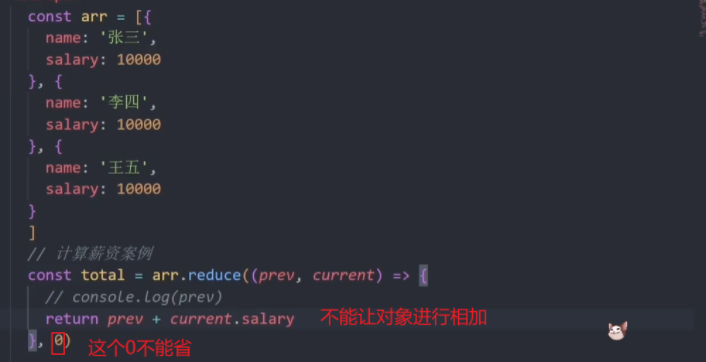 const arr = [{
name: '张三',
salary: 10000
}, {
name: '李四',
salary: 10000
}, {
name: '王五',
salary: 10000
}
]
// 计算薪资案例
const total = arr.reduce((prev, current) => {
// console.log(prev)
return prev + current.salary 不能让对象进行相加
}, 0) 这个0不能省